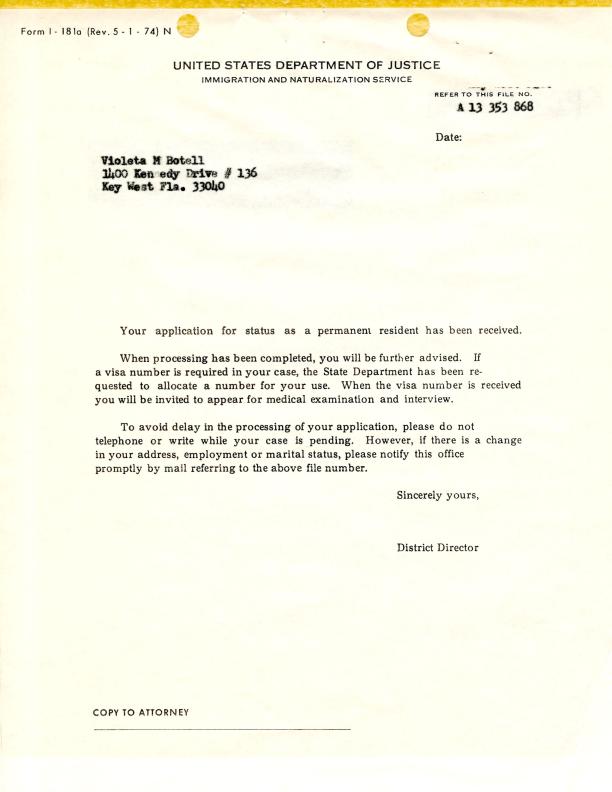 Form I - 181a (Rev. 5 - 1 - 74) N
UNITED STATES DEPARTMENT OF JUSTICE
IMMIGRATION AND NATURALIZATION SERVICE
REFER TO THIS FILE NO.
A 13 353 868
Date:
Violeta M Botell
1400 Kennedy Drive # 136
Key West Fla. 33040
Your application for status as a permanent resident has been received.
When processing has been completed, you will be further advised. If
a visa number is required in your case, the State Department has been re-
quested to allocate a number for your use. When the visa number is received
you will be invited to appear for medical examination and interview.
To avoid delay in the processing of your application, please do not
telephone or write while your case is pending. However, if there is a change
in your address, employment or marital status, please notify this office
promptly by mail referring to the above file number.
Sincerely yours,
District Director
COPY TO ATTORNEY